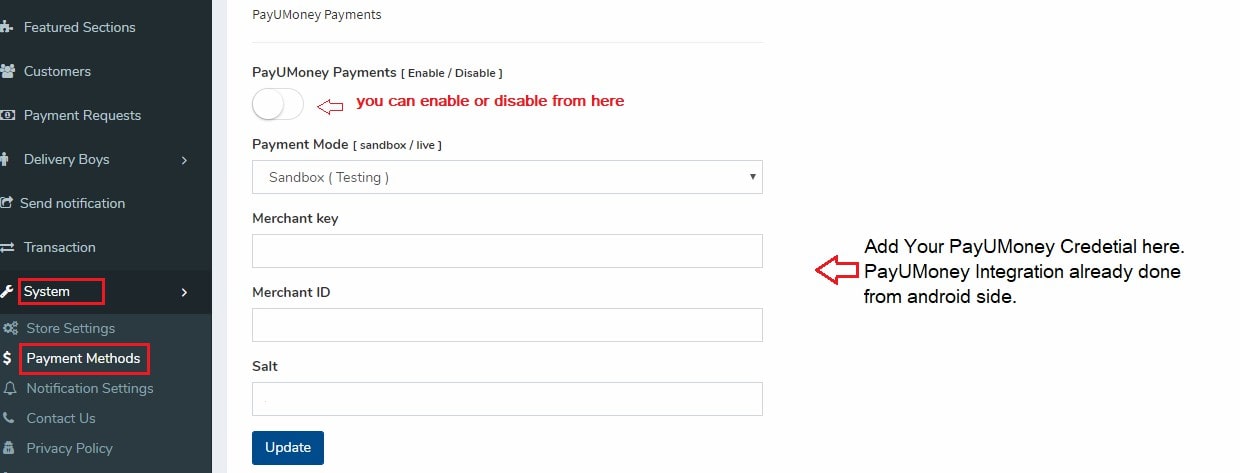 Featured Sections
Customers
Payment Requests
Delivery Boys
Send notification
Transaction
System
Store Settings
Payment Methods
Notification Settings
Contact Us
Privacy Policy
PayUMoney Payments
PayUMoney Payments [ Enable / Disable ]
you can enable or disable from here
Payment Mode [ sandbox / live ]
Sandbox ( Testing )
Merchant key
Merchant ID
Salt
Update
Add Your PayUMoney Credetial here.
PayUMoney Integration already done
from android side.